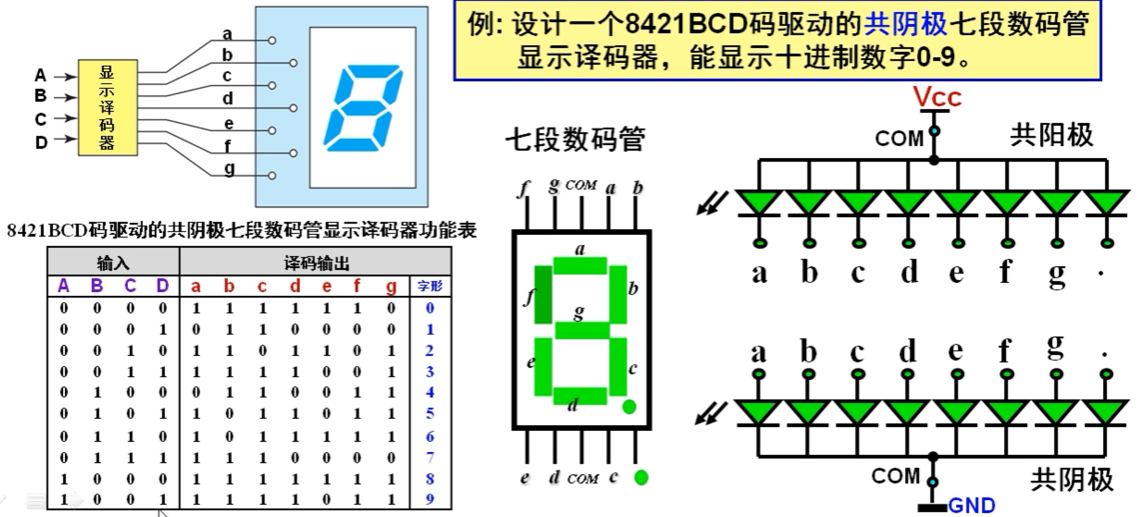 例: 设计一个8421BCD码驱动的共阴极七段数码管
显示译码器，能显示十进制数字0-9。
A
B
C
D
显示译码器
a
b
c
d
e
f
g
8421BCD码驱动的共阴极七段数码管显示译码器功能表
输入 译码输出
A B C D a b c d e f g 字形
0 0 0 0 1 1 1 1 1 1 0 0
0 0 0 1 0 1 1 0 0 0 0 1
0 0 1 0 1 1 0 1 1 0 1 2
0 0 1 1 1 1 1 1 0 0 1 3
0 1 0 0 0 1 1 0 0 1 1 4
0 1 0 1 1 0 1 1 0 1 1 5
0 1 1 0 1 0 1 1 1 1 1 6
0 1 1 1 1 1 1 0 0 0 0 7
1 0 0 0 1 1 1 1 1 1 1 8
1 0 0 1 1 1 1 1 0 1 1 9
七段数码管
f g COM a b
a
f b
g
e c
d
e d COM c
Vcc
COM 共阳极
a b c d e f g .
a b c d e f g .
COM 共阴极
GND